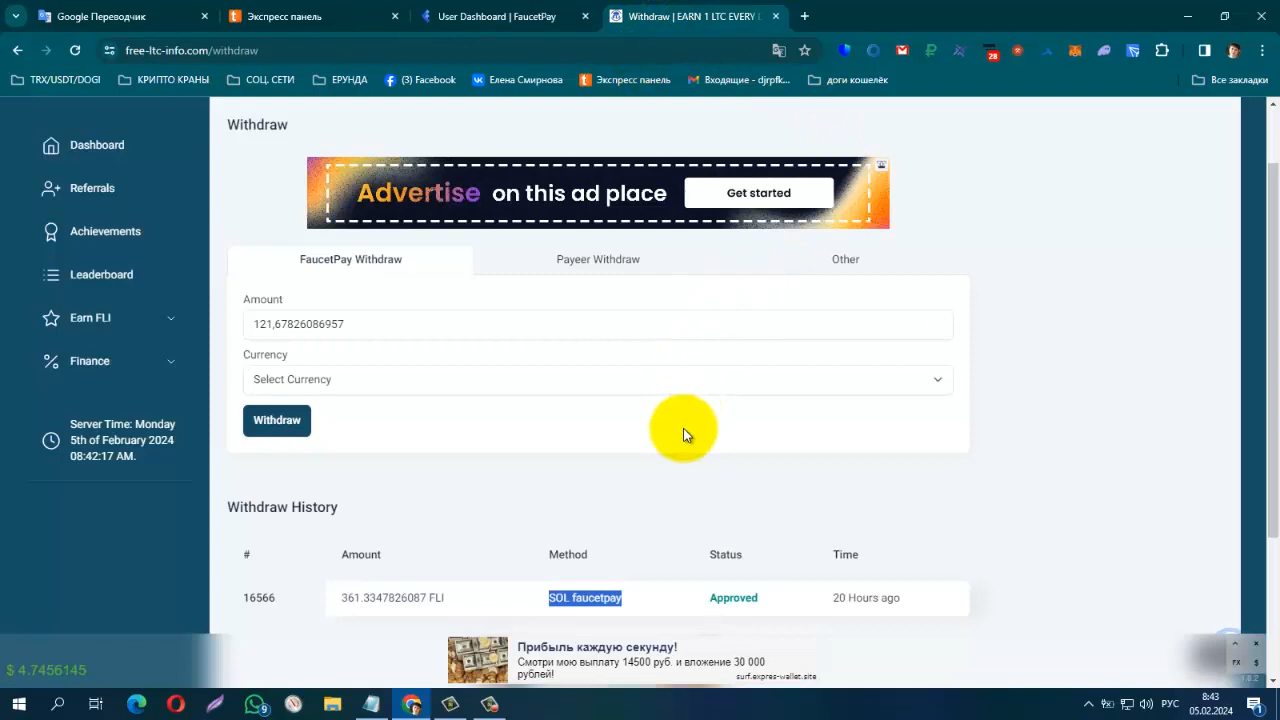 Google Переводчик
Экспресс панель
User Dashboard | FaucetPay
Withdraw | EARN 1 LTC EVERY
free-ltc-info.com/withdraw
28
TRX/USDT/DOGI
КРИПТО КРАНЫ
СОЦ. СЕТИ
ЕРУНДА
(3) Facebook
Елена Смирнова
Экспресс панель
Входящие - djrpfk...
доги кошелёк
Все закладки
Withdraw
Dashboard
Referrals
Achievements
Leaderboard
Earn FLI
Finance
Server Time: Monday
5th of February 2024
08:42:17 AM.
Advertise on this ad place
Get started
FaucetPay Withdraw
Payeer Withdraw
Other
Amount
121,67826086957
Currency
Select Currency
Withdraw
Withdraw History
# Amount Method Status Time
16566 361.3347826087 FLI SOL faucetpay Approved 20 Hours ago
Прибыль каждую секунду!
Смотри мою выплату 14500 руб. и вложение 30 000
рублей!
surf.expres-wallet.site
$ 4.7456145
РУС
8:43
05.02.2024